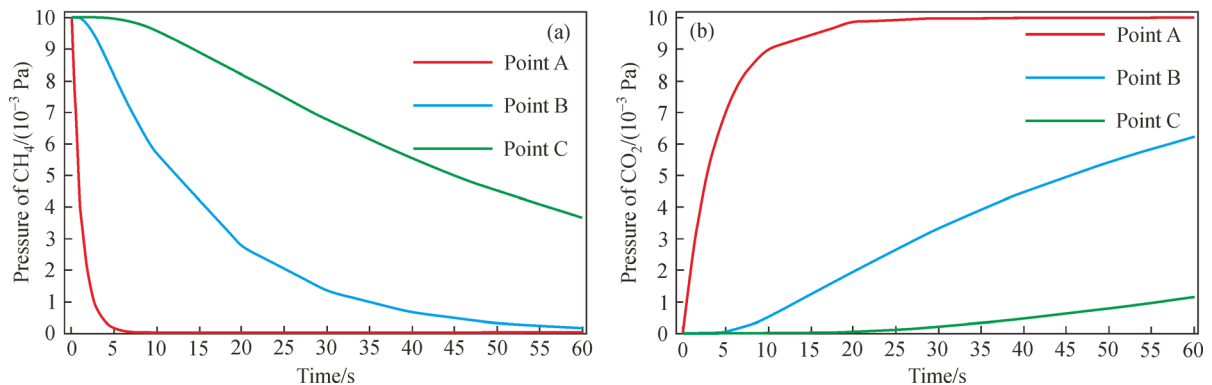 (a)
Point A
Point B
Point C
Pressure of CH₄/(10⁻³ Pa)
10
9
8
7
6
5
4
3
2
1
0
0 5 10 15 20 25 30 35 40 45 50 55 60
Time/s
(b)
Point A
Point B
Point C
Pressure of CO₂/(10⁻³ Pa)
10
9
8
7
6
5
4
3
2
1
0
0 5 10 15 20 25 30 35 40 45 50 55 60
Time/s